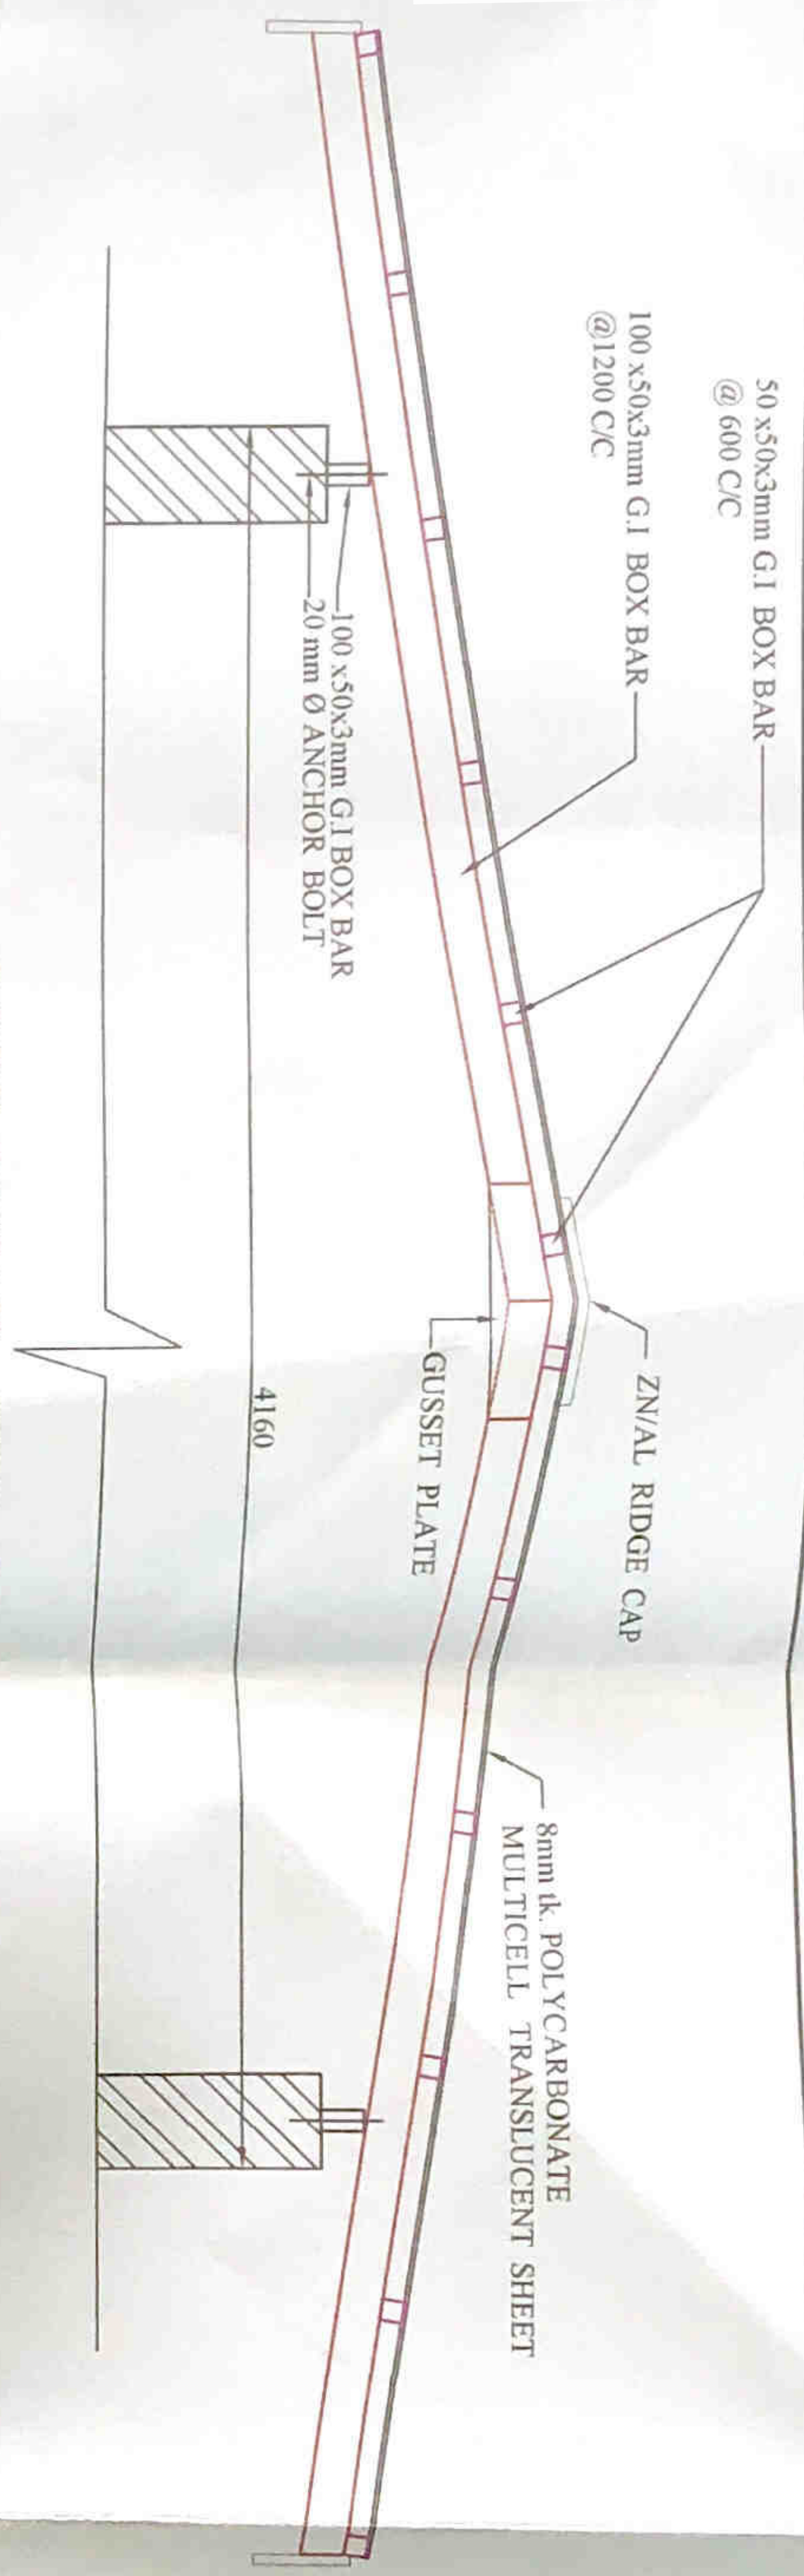 50 x50x3mm G.I BOX BAR
@ 600 C/C
100 x50x3mm G.I BOX BAR
@1200 C/C
ZN/AL RIDGE CAP
8mm tk. POLYCARBONATE
MULTICELL TRANSLUCENT SHEET
GUSSET PLATE
100 x50x3mm G.I BOX BAR
20 mm Ø ANCHOR BOLT
4160